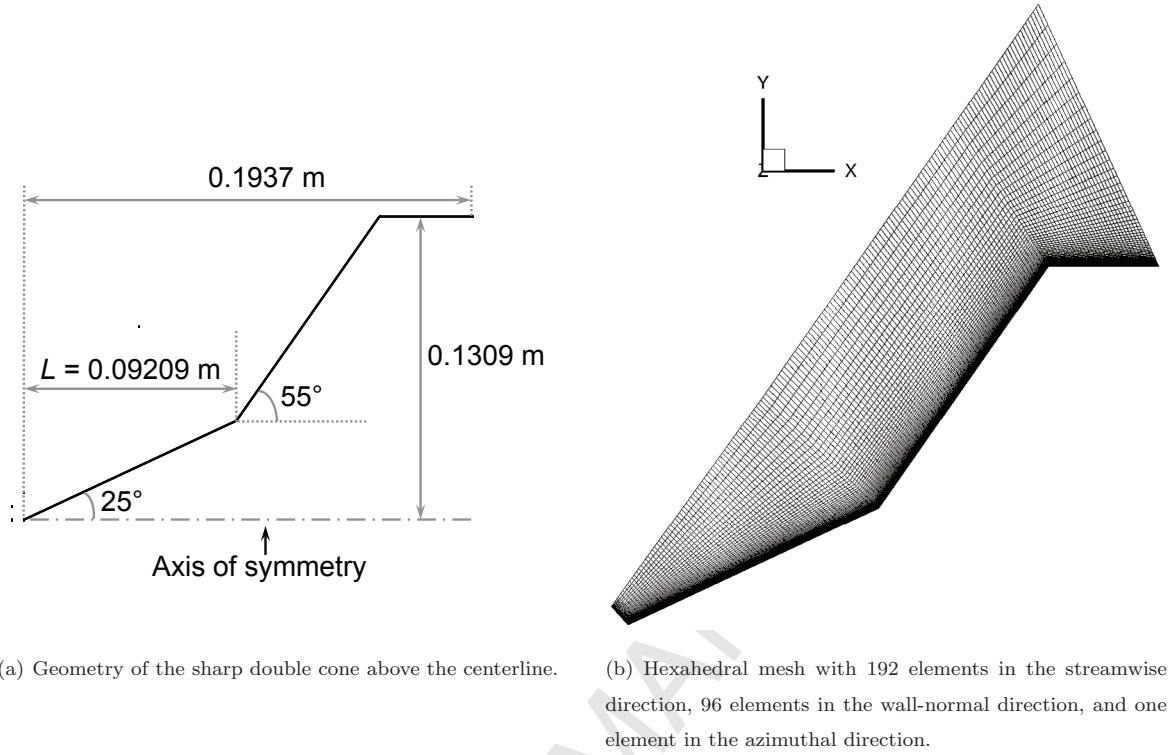 0.1937 m
L = 0.09209 m
55°
0.1309 m
25°
Axis of symmetry
Y
Z
X
(a) Geometry of the sharp double cone above the centerline.
(b) Hexahedral mesh with 192 elements in the streamwise
direction, 96 elements in the wall-normal direction, and one
element in the azimuthal direction.